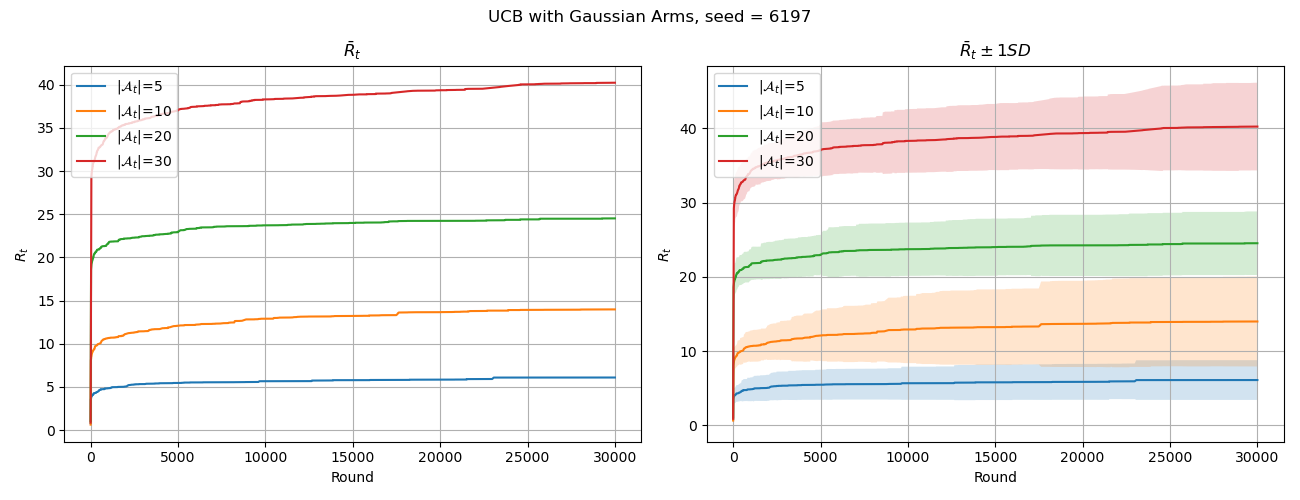 UCB with Gaussian Arms, seed = 6197
R̄_t
40
35
30
25
20
15
10
5
0
R_t
|𝒜_t|=5
|𝒜_t|=10
|𝒜_t|=20
|𝒜_t|=30
0 5000 10000 15000 20000 25000 30000
Round
R̄_t ± 1SD
40
30
20
10
0
R_t
|𝒜_t|=5
|𝒜_t|=10
|𝒜_t|=20
|𝒜_t|=30
0 5000 10000 15000 20000 25000 30000
Round